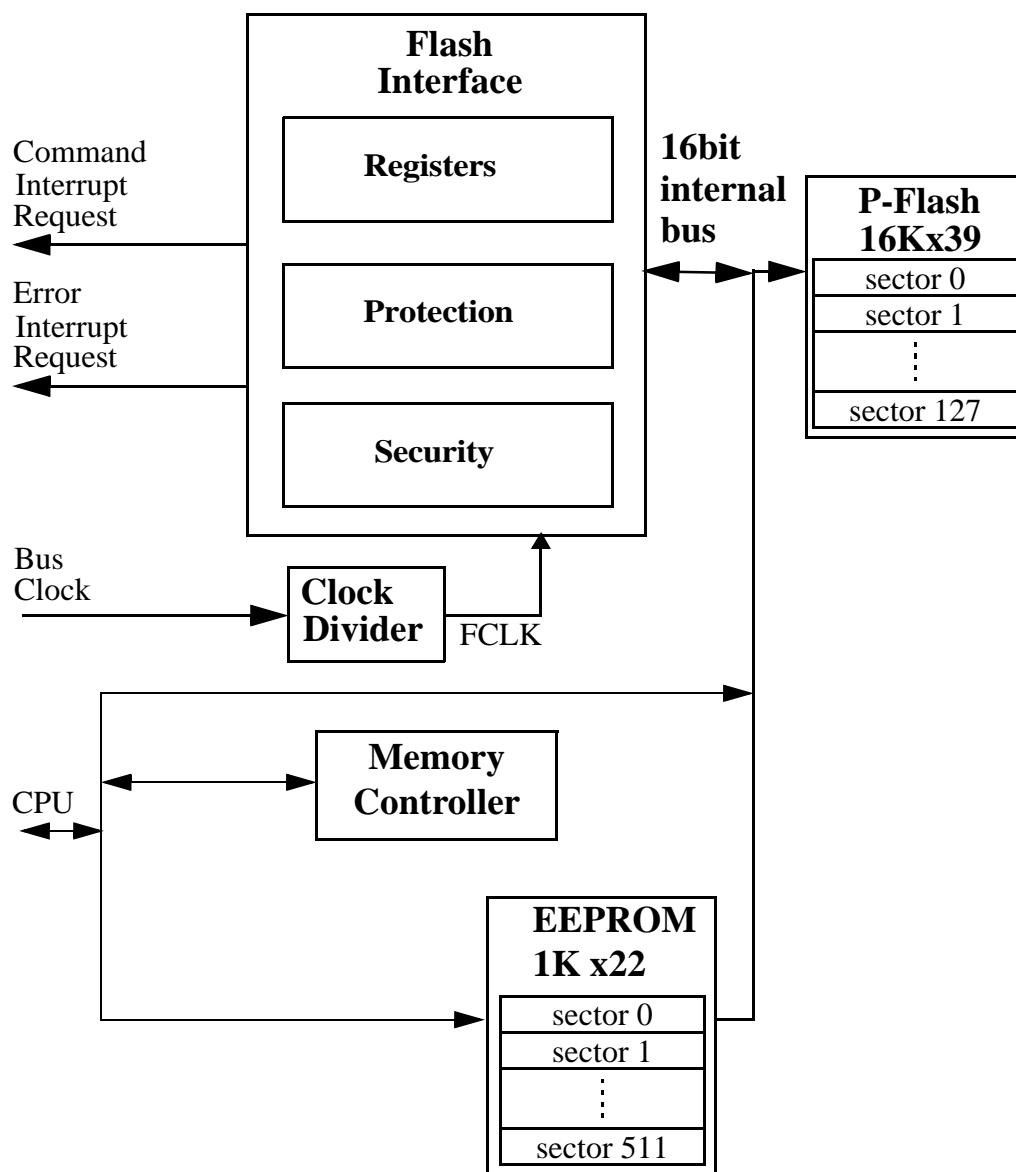 Flash
Interface
Registers
Protection
Security
Command
Interrupt
Request
Error
Interrupt
Request
16bit
internal
bus
P-Flash
16Kx39
sector 0
sector 1
sector 127
Bus
Clock
Clock
Divider
FCLK
Memory
Controller
CPU
EEPROM
1K x22
sector 0
sector 1
sector 511